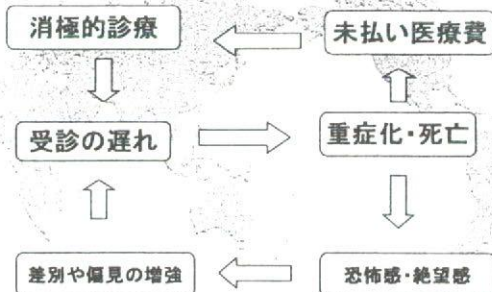 消極的診療
未払い医療費
受診の遅れ
重症化・死亡
差別や偏見の増強
恐怖感・絶望感